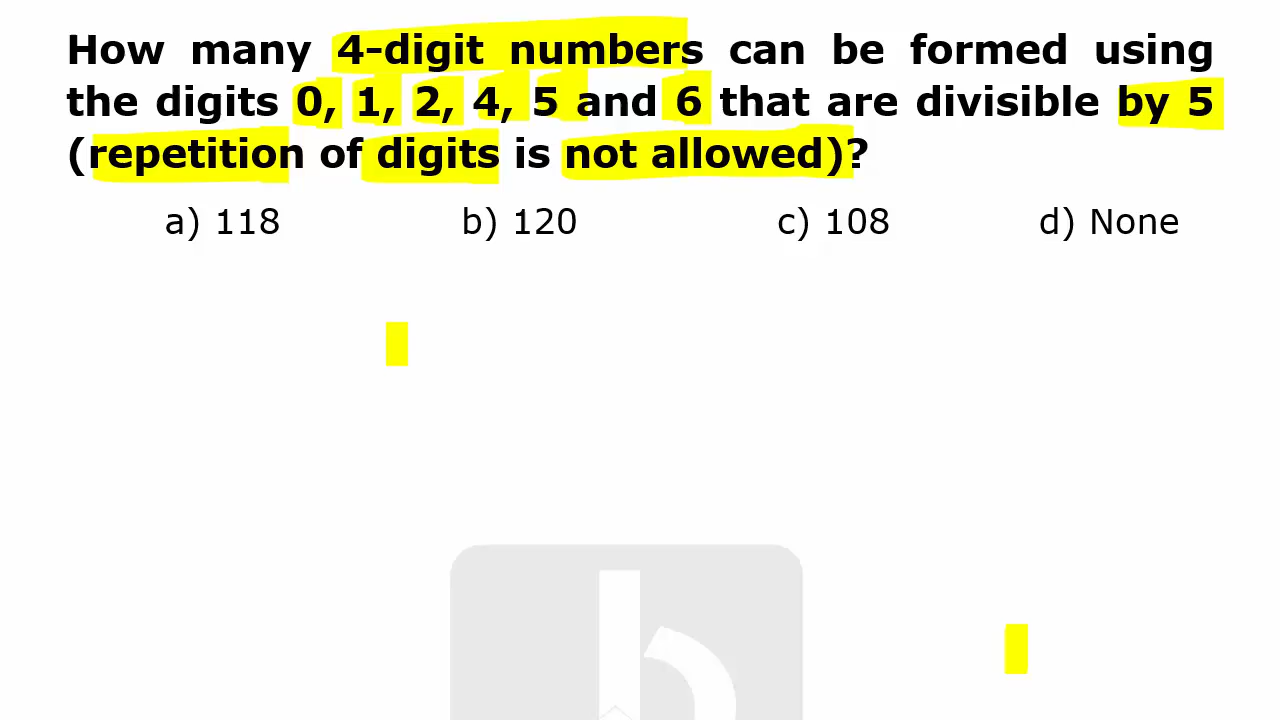 How many 4-digit numbers can be formed using
the digits 0, 1, 2, 4, 5 and 6 that are divisible by 5
(repetition of digits is not allowed)?
a) 118 b) 120 c) 108 d) None